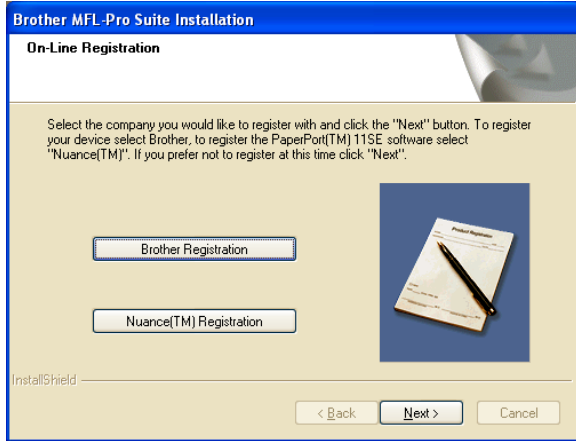 Brother MFL-Pro Suite Installation
On-Line Registration
Select the company you would like to register with and click the "Next" button. To register
your device select Brother, to register the PaperPort(TM) 11SE software select
"Nuance(TM)". If you prefer not to register at this time click "Next".
Product Registration
Brother Registration
Nuance(TM) Registration
InstallShield
< Back
Next >
Cancel